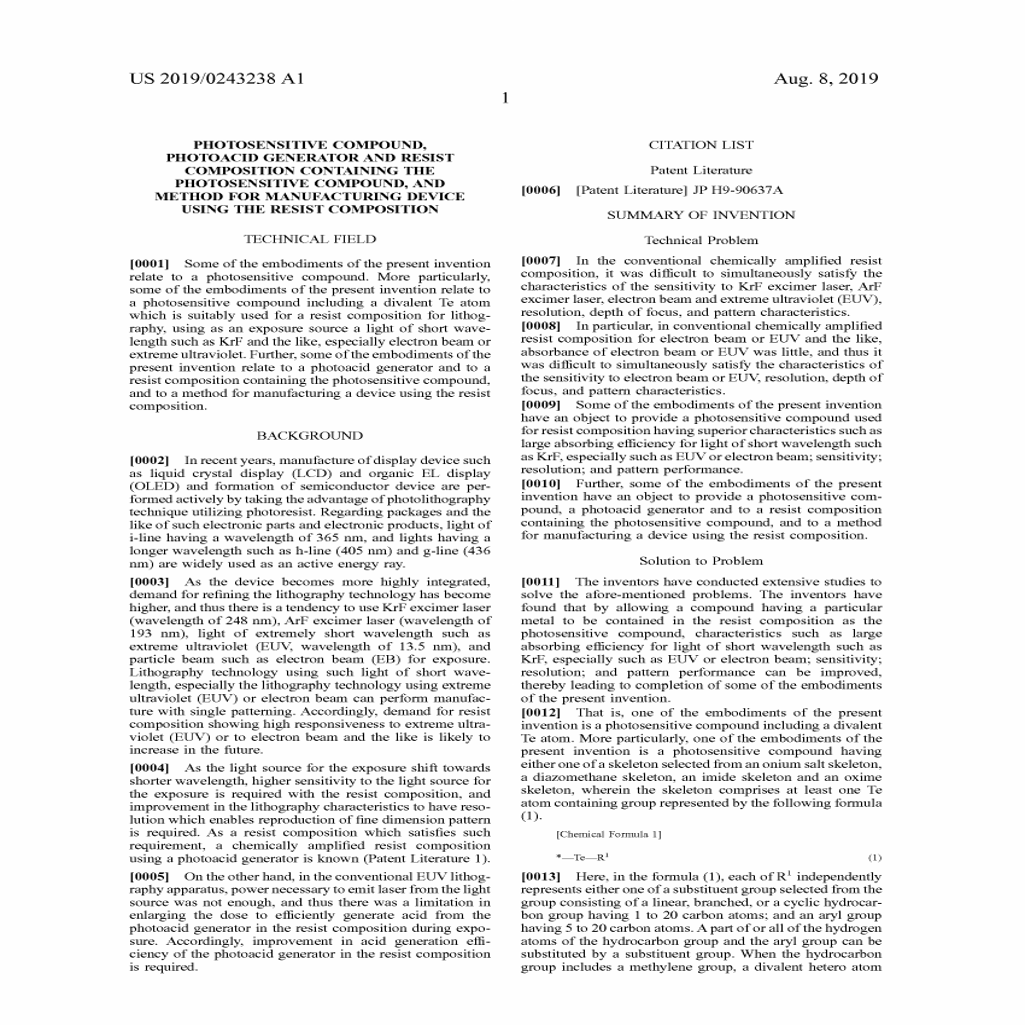 US 2019/0243238 A1
Aug. 8, 2019
1
PHOTOSENSITIVE COMPOUND,
PHOTOACID GENERATOR AND RESIST
COMPOSITION CONTAINING THE
PHOTOSENSITIVE COMPOUND, AND
METHOD FOR MANUFACTURING DEVICE
USING THE RESIST COMPOSITION
TECHNICAL FIELD
[0001] Some of the embodiments of the present invention
relate to a photosensitive compound. More particularly,
some of the embodiments of the present invention relate to
a photosensitive compound including a divalent Te atom
which is suitably used for a resist composition for lithog-
raphy, using as an exposure source a light of short wave-
length such as KrF and the like, especially electron beam or
extreme ultraviolet. Further, some of the embodiments of the
present invention relate to a photoacid generator and to a
resist composition containing the photosensitive compound,
and to a method for manufacturing a device using the resist
composition.
BACKGROUND
[0002] In recent years, manufacture of display device such
as liquid crystal display (LCD) and organic EL display
(OLED) and formation of semiconductor device are per-
formed actively by taking the advantage of photolithography
technique utilizing photoresist. Regarding packages and the
like of such electronic parts and electronic products, light of
i-line having a wavelength of 365 nm, and lights having a
longer wavelength such as h-line (405 nm) and g-line (436
nm) are widely used as an active energy ray.
[0003] As the device becomes more highly integrated,
demand for refining the lithography technology has become
higher, and thus there is a tendency to use KrF excimer laser
(wavelength of 248 nm), ArF excimer laser (wavelength of
193 nm), light of extremely short wavelength such as
extreme ultraviolet (EUV, wavelength of 13.5 nm), and
particle beam such as electron beam (EB) for exposure.
Lithography technology using such light of short wave-
length, especially the lithography technology using extreme
ultraviolet (EUV) or electron beam can perform manufac-
ture with single patterning. Accordingly, demand for resist
composition showing high responsiveness to extreme ultra-
violet (EUV) or to electron beam and the like is likely to
increase in the future.
[0004] As the light source for the exposure shift towards
shorter wavelength, higher sensitivity to the light source for
the exposure is required with the resist composition, and
improvement in the lithography characteristics to have reso-
lution which enables reproduction of fine dimension pattern
is required. As a resist composition which satisfies such
requirement, a chemically amplified resist composition
using a photoacid generator is known (Patent Literature 1).
[0005] On the other hand, in the conventional EUV lithog-
raphy apparatus, power necessary to emit laser from the light
source was not enough, and thus there was a limitation in
enlarging the dose to efficiently generate acid from the
photoacid generator in the resist composition during expo-
sure. Accordingly, improvement in acid generation effi-
ciency of the photoacid generator in the resist composition
is required.
CITATION LIST
Patent Literature
[0006] [Patent Literature] JP H9-90637A
SUMMARY OF INVENTION
Technical Problem
[0007] In the conventional chemically amplified resist
composition, it was difficult to simultaneously satisfy the
characteristics of the sensitivity to KrF excimer laser, ArF
excimer laser, electron beam and extreme ultraviolet (EUV),
resolution, depth of focus, and pattern characteristics.
[0008] In particular, in conventional chemically amplified
resist composition for electron beam or EUV and the like,
absorbance of electron beam or EUV was little, and thus it
was difficult to simultaneously satisfy the characteristics of
the sensitivity to electron beam or EUV, resolution, depth of
focus, and pattern characteristics.
[0009] Some of the embodiments of the present invention
have an object to provide a photosensitive compound used
for resist composition having superior characteristics such as
large absorbing efficiency for light of short wavelength such
as KrF, especially such as EUV or electron beam; sensitivity;
resolution; and pattern performance.
[0010] Further, some of the embodiments of the present
invention have an object to provide a photosensitive com-
pound, a photoacid generator and to a resist composition
containing the photosensitive compound, and to a method
for manufacturing a device using the resist composition.
Solution to Problem
[0011] The inventors have conducted extensive studies to
solve the afore-mentioned problems. The inventors have
found that by allowing a compound having a particular
metal to be contained in the resist composition as the
photosensitive compound, characteristics such as large
absorbing efficiency for light of short wavelength such as
KrF, especially such as EUV or electron beam; sensitivity;
resolution; and pattern performance can be improved,
thereby leading to completion of some of the embodiments
of the present invention.
[0012] That is, one of the embodiments of the present
invention is a photosensitive compound including a divalent
Te atom. More particularly, one of the embodiments of the
present invention is a photosensitive compound having
either one of a skeleton selected from an onium salt skeleton,
a diazomethane skeleton, an imide skeleton and an oxime
skeleton, wherein the skeleton comprises at least one Te
atom containing group represented by the following formula
(1).
[Chemical Formula 1]
*—Te—R¹ (1)
[0013] Here, in the formula (1), each of R¹ independently
represents either one of a substituent group selected from the
group consisting of a linear, branched, or a cyclic hydrocar-
bon group having 1 to 20 carbon atoms; and an aryl group
having 5 to 20 carbon atoms. A part of or all of the hydrogen
atoms of the hydrocarbon group and the aryl group can be
substituted by a substituent group. When the hydrocarbon
group includes a methylene group, a divalent hetero atom